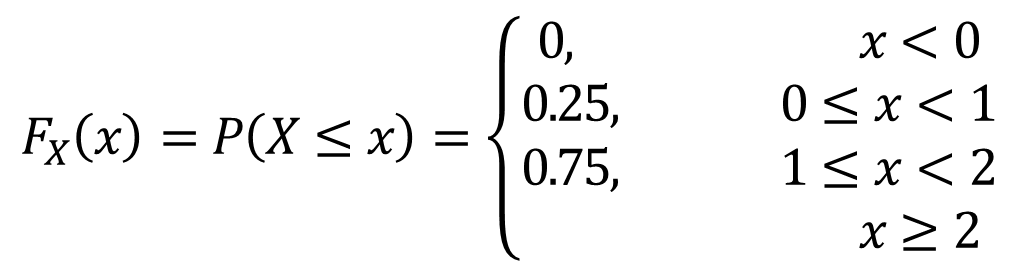 0, x < 0
0.25, 0 ≤ x < 1
F_X(x) = P(X ≤ x) = {
0.75, 1 ≤ x < 2
x ≥ 2